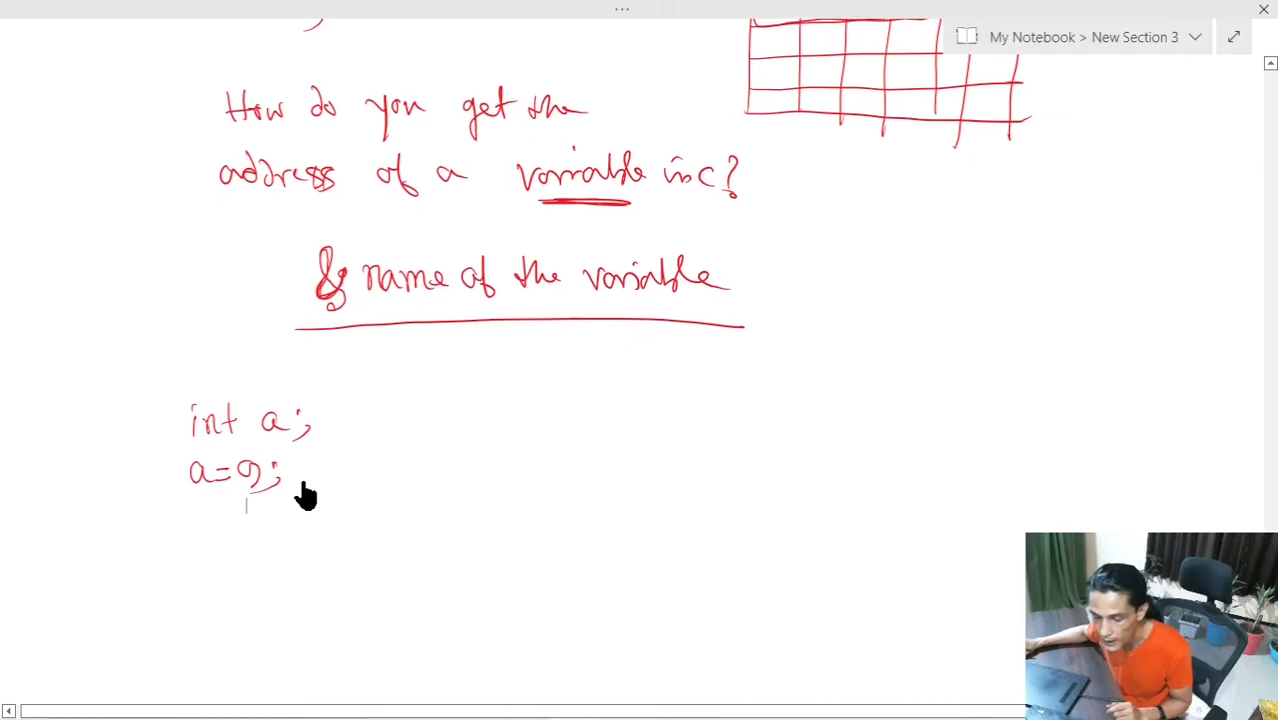 My Notebook > New Section 3
How do you get the
address of a variable in c?
& name of the variable
int a;
a=9;